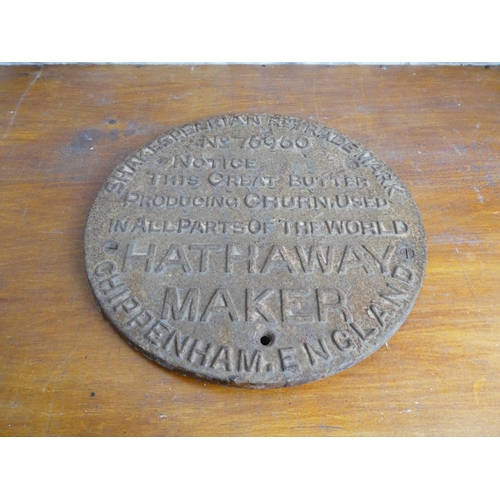 SHAKESPEARIAN TRADE MARK
No 76960
NOTICE
THIS GREAT BUTTER
PRODUCING CHURN, USED
IN ALL PARTS OF THE WORLD
HATHAWAY
MAKER
CHIPPENHAM, ENGLAND